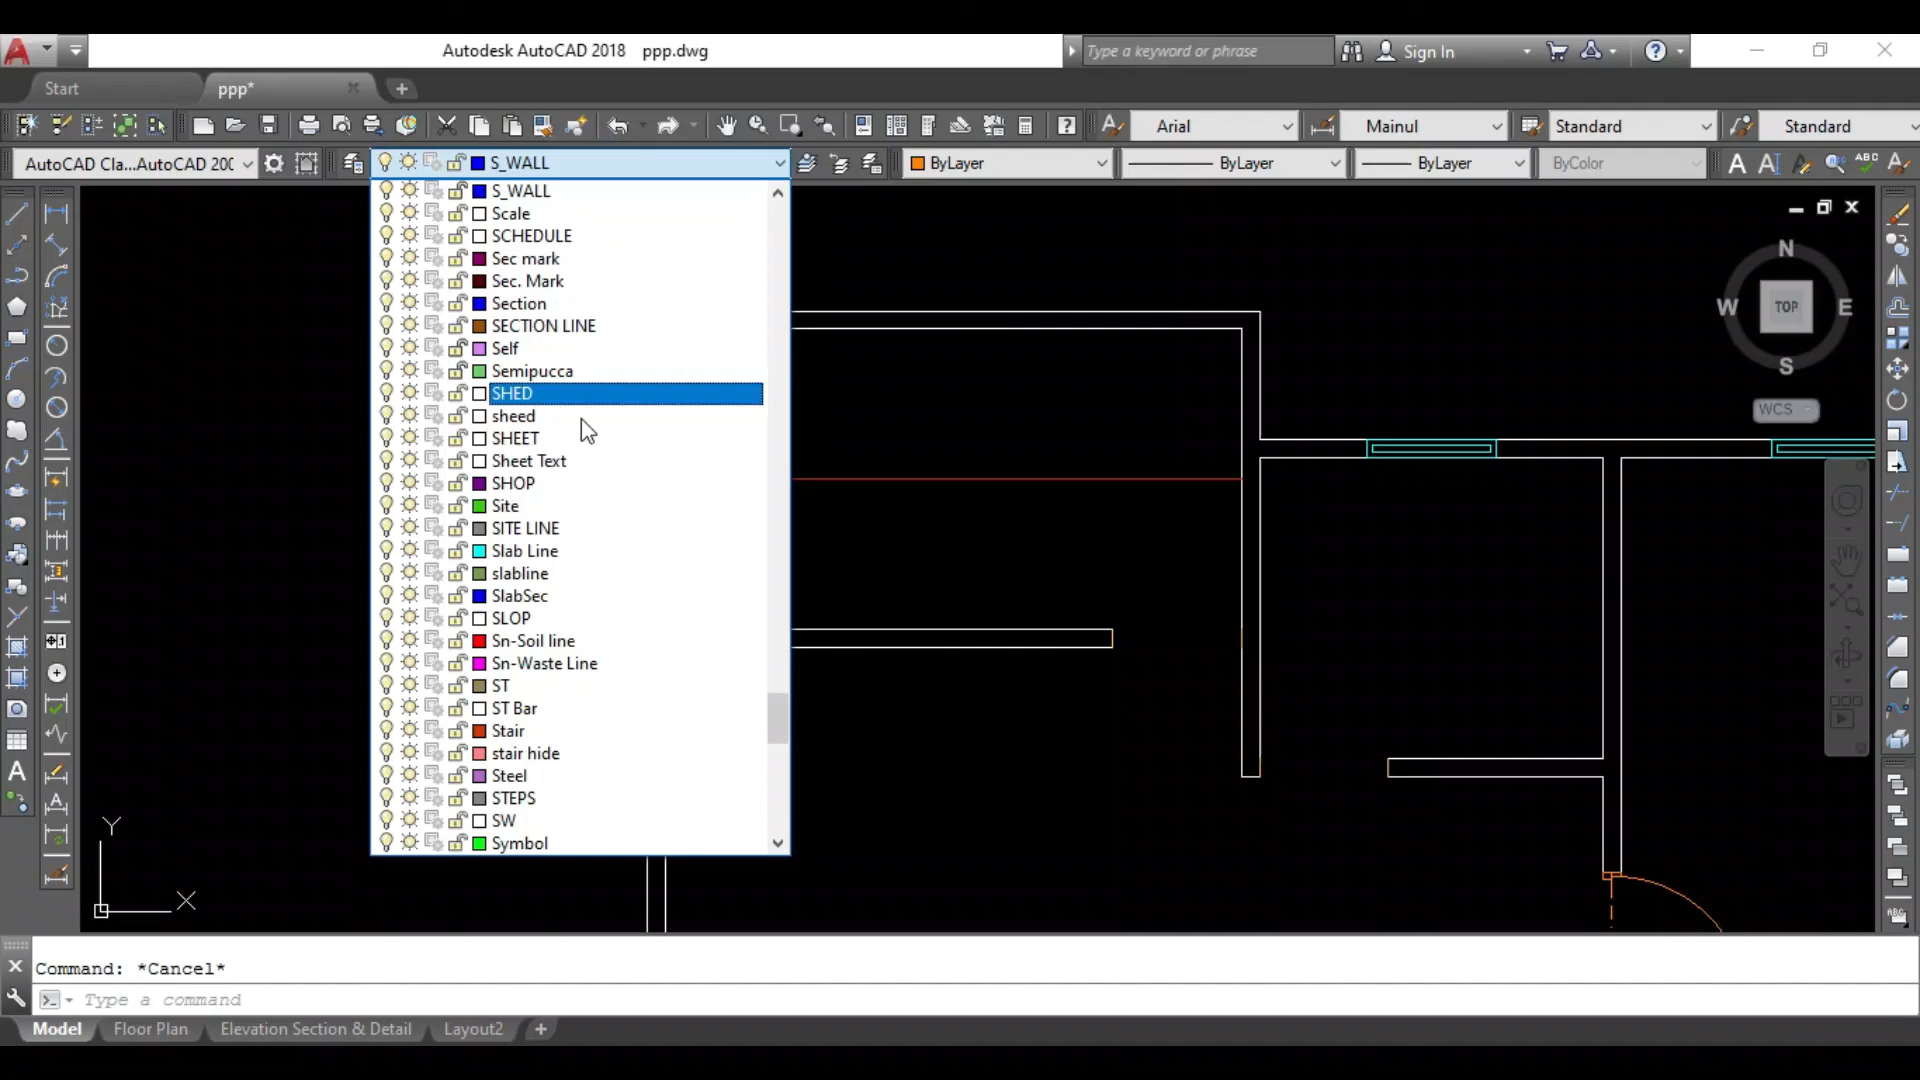 Autodesk AutoCAD 2018 ppp.dwg
Type a keyword or phrase
Sign In
Start
ppp*
Arial
Mainul
Standard
Standard
AutoCAD Cla...AutoCAD 200
S_WALL
ByLayer
ByLayer
ByLayer
ByColor
S_WALL
Scale
SCHEDULE
Sec mark
Sec. Mark
Section
SECTION LINE
Self
Semipucca
SHED
sheed
SHEET
Sheet Text
SHOP
Site
SITE LINE
Slab Line
slabline
SlabSec
SLOP
Sn-Soil line
Sn-Waste Line
ST
ST Bar
Stair
stair hide
Steel
STEPS
SW
Symbol
N
W
TOP
E
S
WCS
Y
X
Command: *Cancel*
Type a command
Model
Floor Plan
Elevation Section & Detail
Layout2